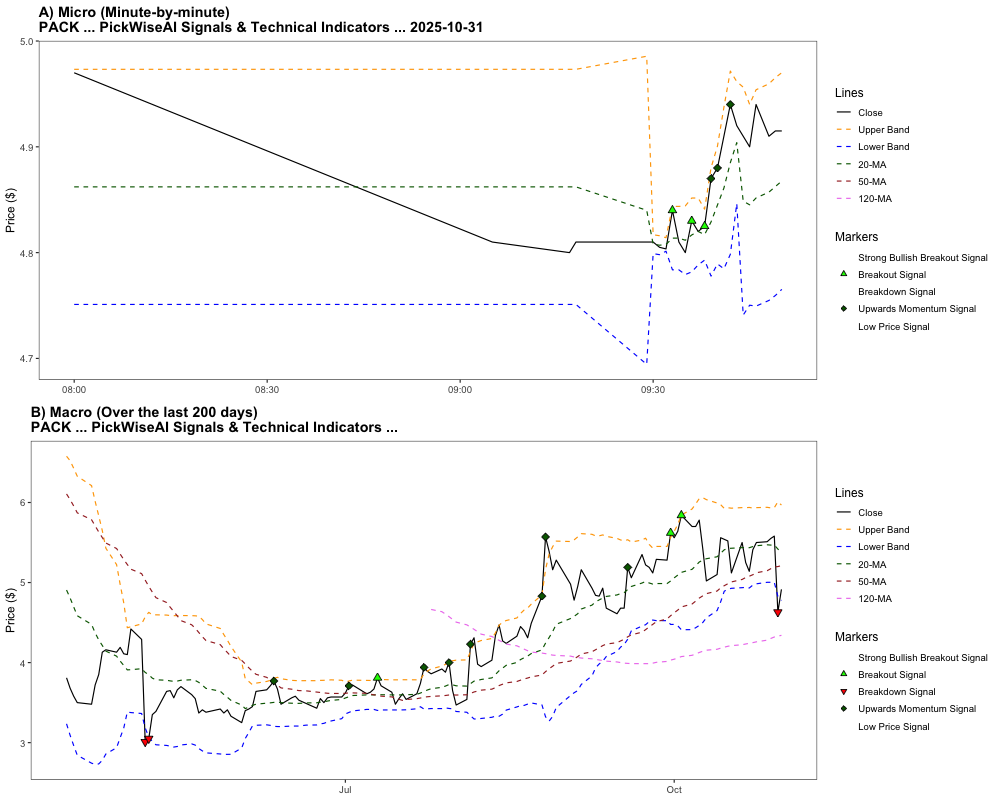 A) Micro (Minute-by-minute)
PACK ... PickWiseAI Signals & Technical Indicators ... 2025-10-31
5.0
4.9
4.8
4.7
Price ($)
08:00
08:30
09:00
09:30
Lines
Close
Upper Band
Lower Band
20-MA
50-MA
120-MA
Markers
Strong Bullish Breakout Signal
Breakout Signal
Breakdown Signal
Upwards Momentum Signal
Low Price Signal
B) Macro (Over the last 200 days)
PACK ... PickWiseAI Signals & Technical Indicators ...
6
5
4
3
Price ($)
Jul
Oct
Lines
Close
Upper Band
Lower Band
20-MA
50-MA
120-MA
Markers
Strong Bullish Breakout Signal
Breakout Signal
Breakdown Signal
Upwards Momentum Signal
Low Price Signal